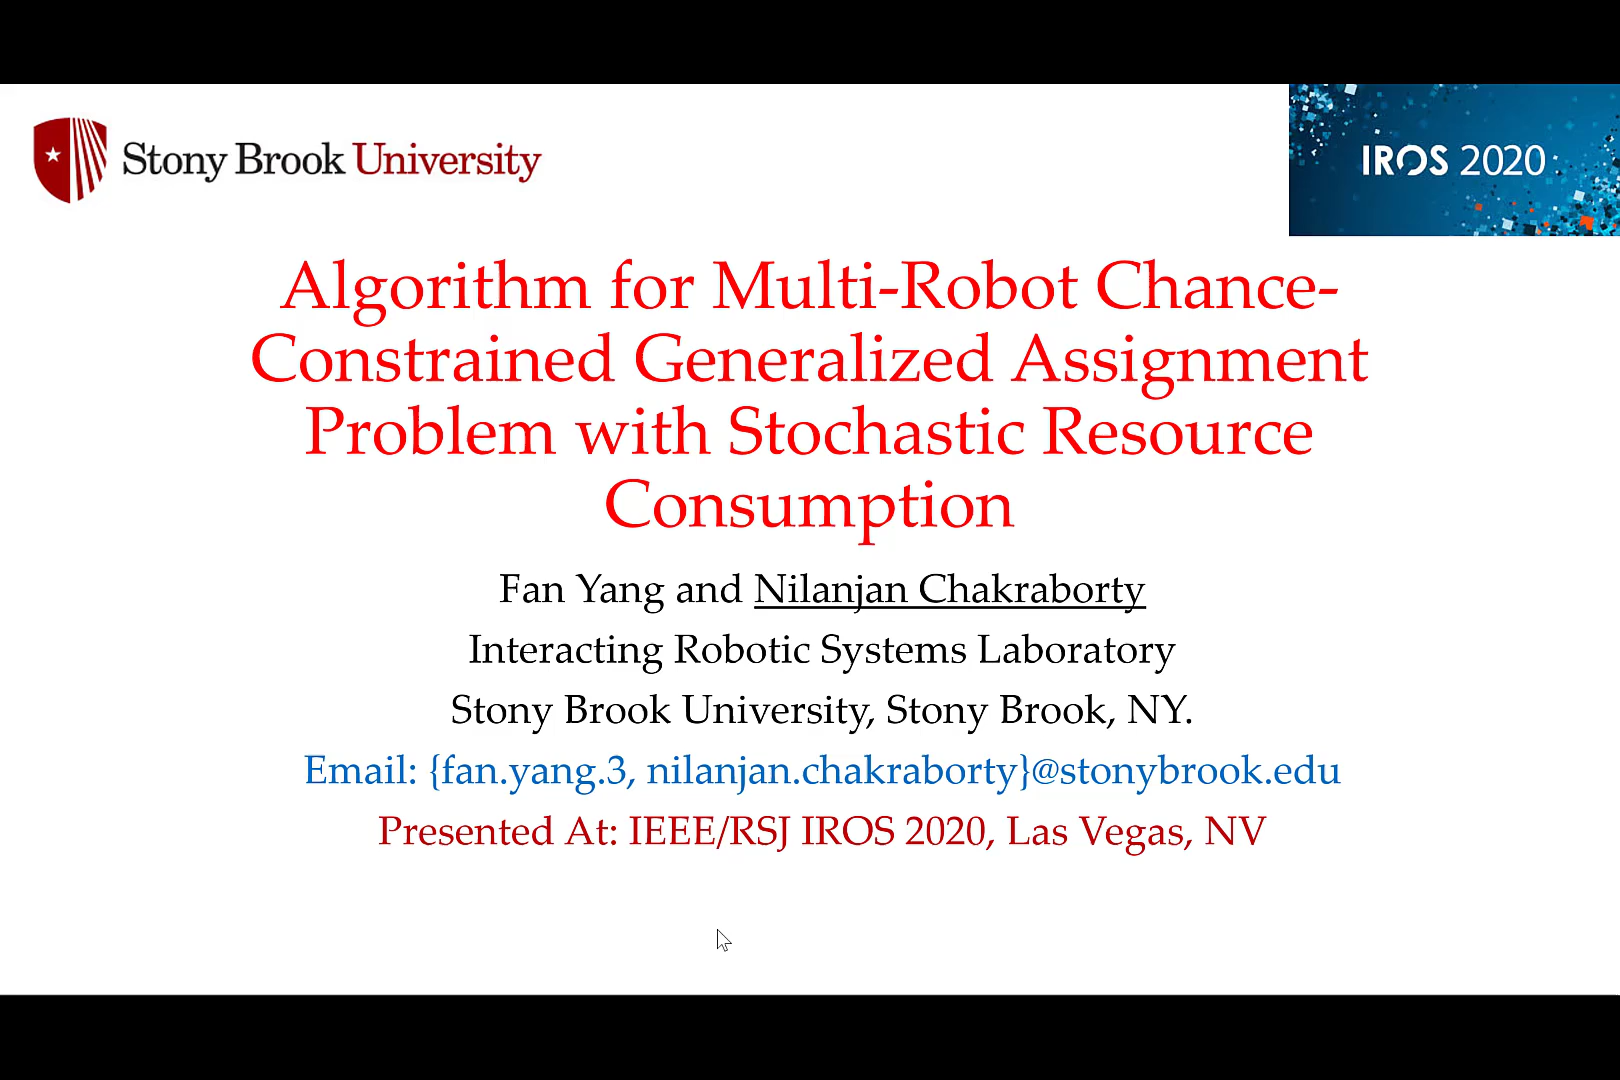 Stony Brook University
IROS 2020
Algorithm for Multi-Robot Chance-
Constrained Generalized Assignment
Problem with Stochastic Resource
Consumption
Fan Yang and Nilanjan Chakraborty
Interacting Robotic Systems Laboratory
Stony Brook University, Stony Brook, NY.
Email: {fan.yang.3, nilanjan.chakraborty}@stonybrook.edu
Presented At: IEEE/RSJ IROS 2020, Las Vegas, NV